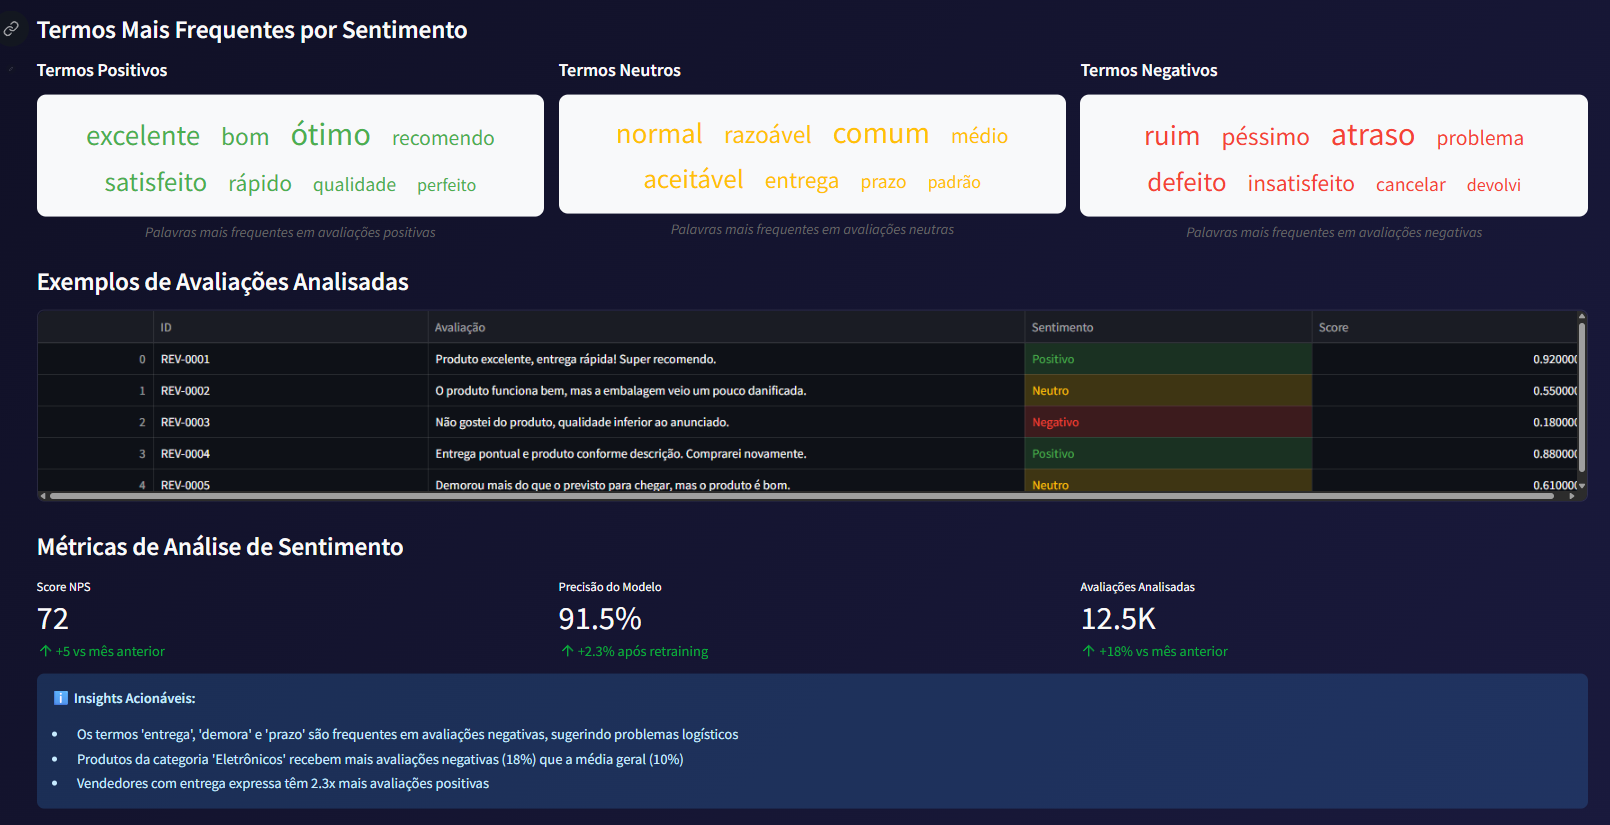 Termos Mais Frequentes por Sentimento
Termos Positivos
excelente bom ótimo recomendo
satisfeito rápido qualidade perfeito
Palavras mais frequentes em avaliações positivas
Termos Neutros
normal razoável comum médio
aceitável entrega prazo padrão
Palavras mais frequentes em avaliações neutras
Termos Negativos
ruim péssimo atraso problema
defeito insatisfeito cancelar devolvi
Palavras mais frequentes em avaliações negativas
Exemplos de Avaliações Analisadas
ID Avaliação Sentimento Score
0 REV-0001 Produto excelente, entrega rápida! Super recomendo. Positivo 0.920000
1 REV-0002 O produto funciona bem, mas a embalagem veio um pouco danificada. Neutro 0.550000
2 REV-0003 Não gostei do produto, qualidade inferior ao anunciado. Negativo 0.180000
3 REV-0004 Entrega pontual e produto conforme descrição. Comprarei novamente. Positivo 0.880000
4 REV-0005 Demorou mais do que o previsto para chegar, mas o produto é bom. Neutro 0.610000
Métricas de Análise de Sentimento
Score NPS
72
↑ +5 vs mês anterior
Precisão do Modelo
91.5%
↑ +2.3% após retraining
Avaliações Analisadas
12.5K
↑ +18% vs mês anterior
ℹ️ Insights Acionáveis:
• Os termos 'entrega', 'demora' e 'prazo' são frequentes em avaliações negativas, sugerindo problemas logísticos
• Produtos da categoria 'Eletrônicos' recebem mais avaliações negativas (18%) que a média geral (10%)
• Vendedores com entrega expressa têm 2.3x mais avaliações positivas